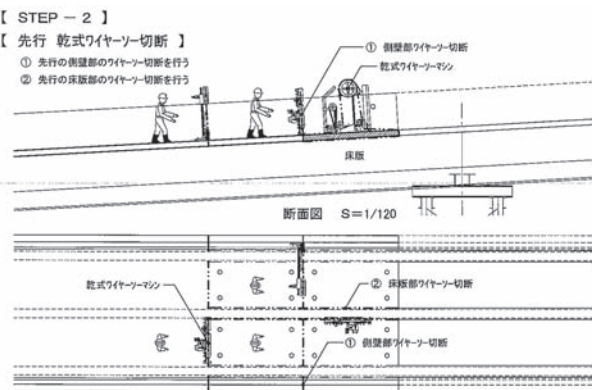 【 STEP － 2 】
【 先行 乾式ワイヤーソー切断 】
① 先行の側壁部のワイヤーソー切断を行う
② 先行の床版部のワイヤーソー切断を行う
① 側壁部ワイヤーソー切断
乾式ワイヤーソーマシン
床版
断面図 S＝1/120
乾式ワイヤーソーマシン
② 床版部ワイヤーソー切断
① 側壁部ワイヤーソー切断